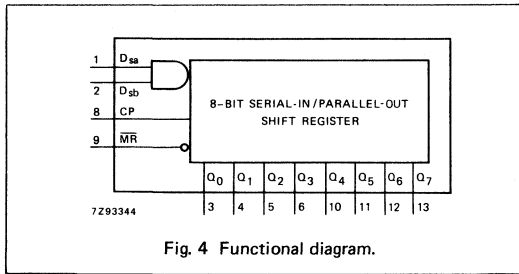 1 Dsa
2 Dsb
8 CP
9 M̅R̅
8-BIT SERIAL-IN/PARALLEL-OUT
SHIFT REGISTER
Q0 Q1 Q2 Q3 Q4 Q5 Q6 Q7
7Z93344 3 4 5 6 10 11 12 13
Fig. 4 Functional diagram.